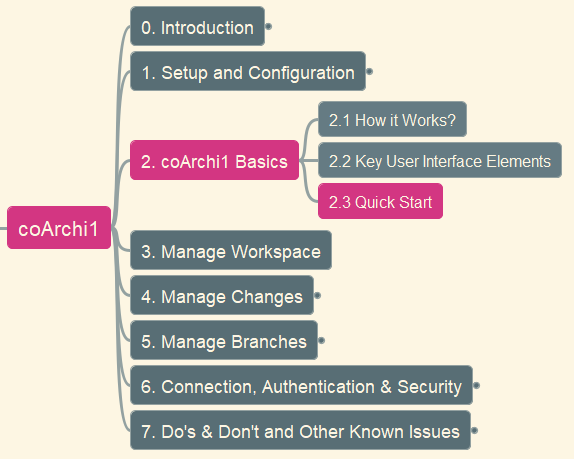 0. Introduction
1. Setup and Configuration
2.1 How it Works?
2. coArchi1 Basics
2.2 Key User Interface Elements
2.3 Quick Start
coArchi1
3. Manage Workspace
4. Manage Changes
5. Manage Branches
6. Connection, Authentication & Security
7. Do's & Don't and Other Known Issues